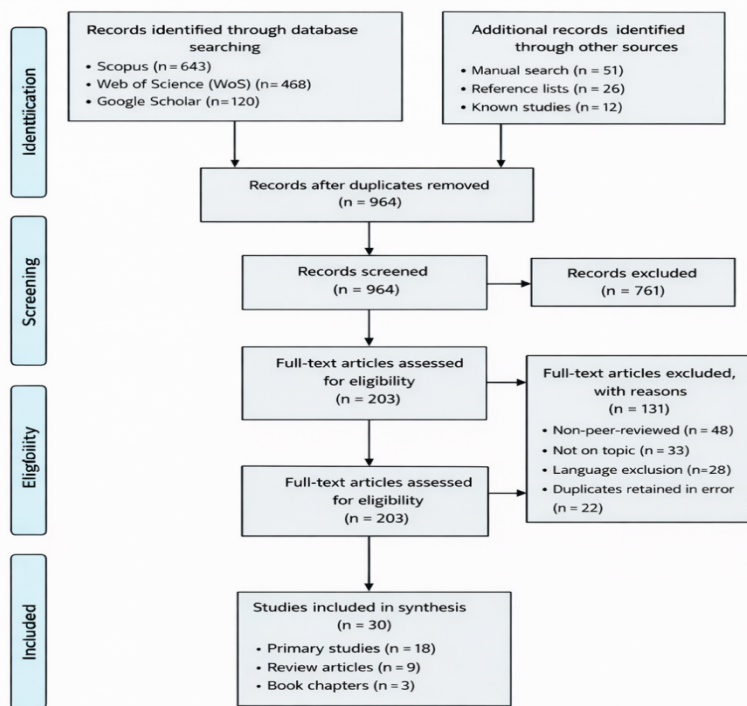 Identtication
Records identified through database
searching
• Scopus (n = 643)
• Web of Science (WoS) (n = 468)
• Google Scholar (n = 120)
Additional records identified
through other sources
• Manual search (n = 51)
• Reference lists (n = 26)
• Known studies (n = 12)
Records after duplicates removed
(n = 964)
Screening
Records screened
(n = 964)
Records excluded
(n = 761)
Full-text articles assessed
for eligibility
(n = 203)
Full-text articles excluded,
with reasons
(n = 131)
• Non-peer-reviewed (n = 48)
• Not on topic (n = 33)
• Language exclusion (n=28)
• Duplicates retained in error
(n = 22)
Eligfoility
Full-text articles assessed
for eligibility
(n = 203)
Included
Studies included in synthesis
(n = 30)
• Primary studies (n = 18)
• Review articles (n = 9)
• Book chapters (n = 3)